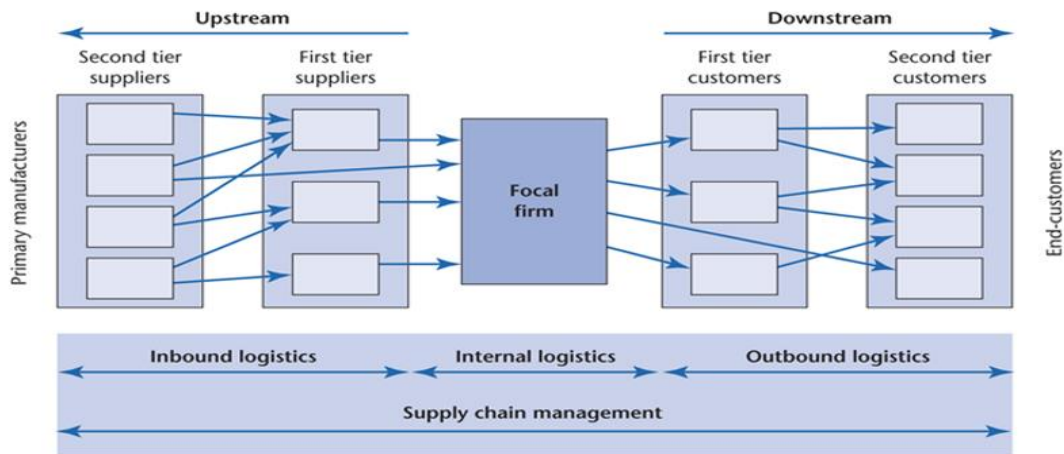 Upstream
Downstream
Second tier
suppliers
First tier
suppliers
First tier
customers
Second tier
customers
Primary manufacturers
Focal
firm
End-customers
Inbound logistics
Internal logistics
Outbound logistics
Supply chain management